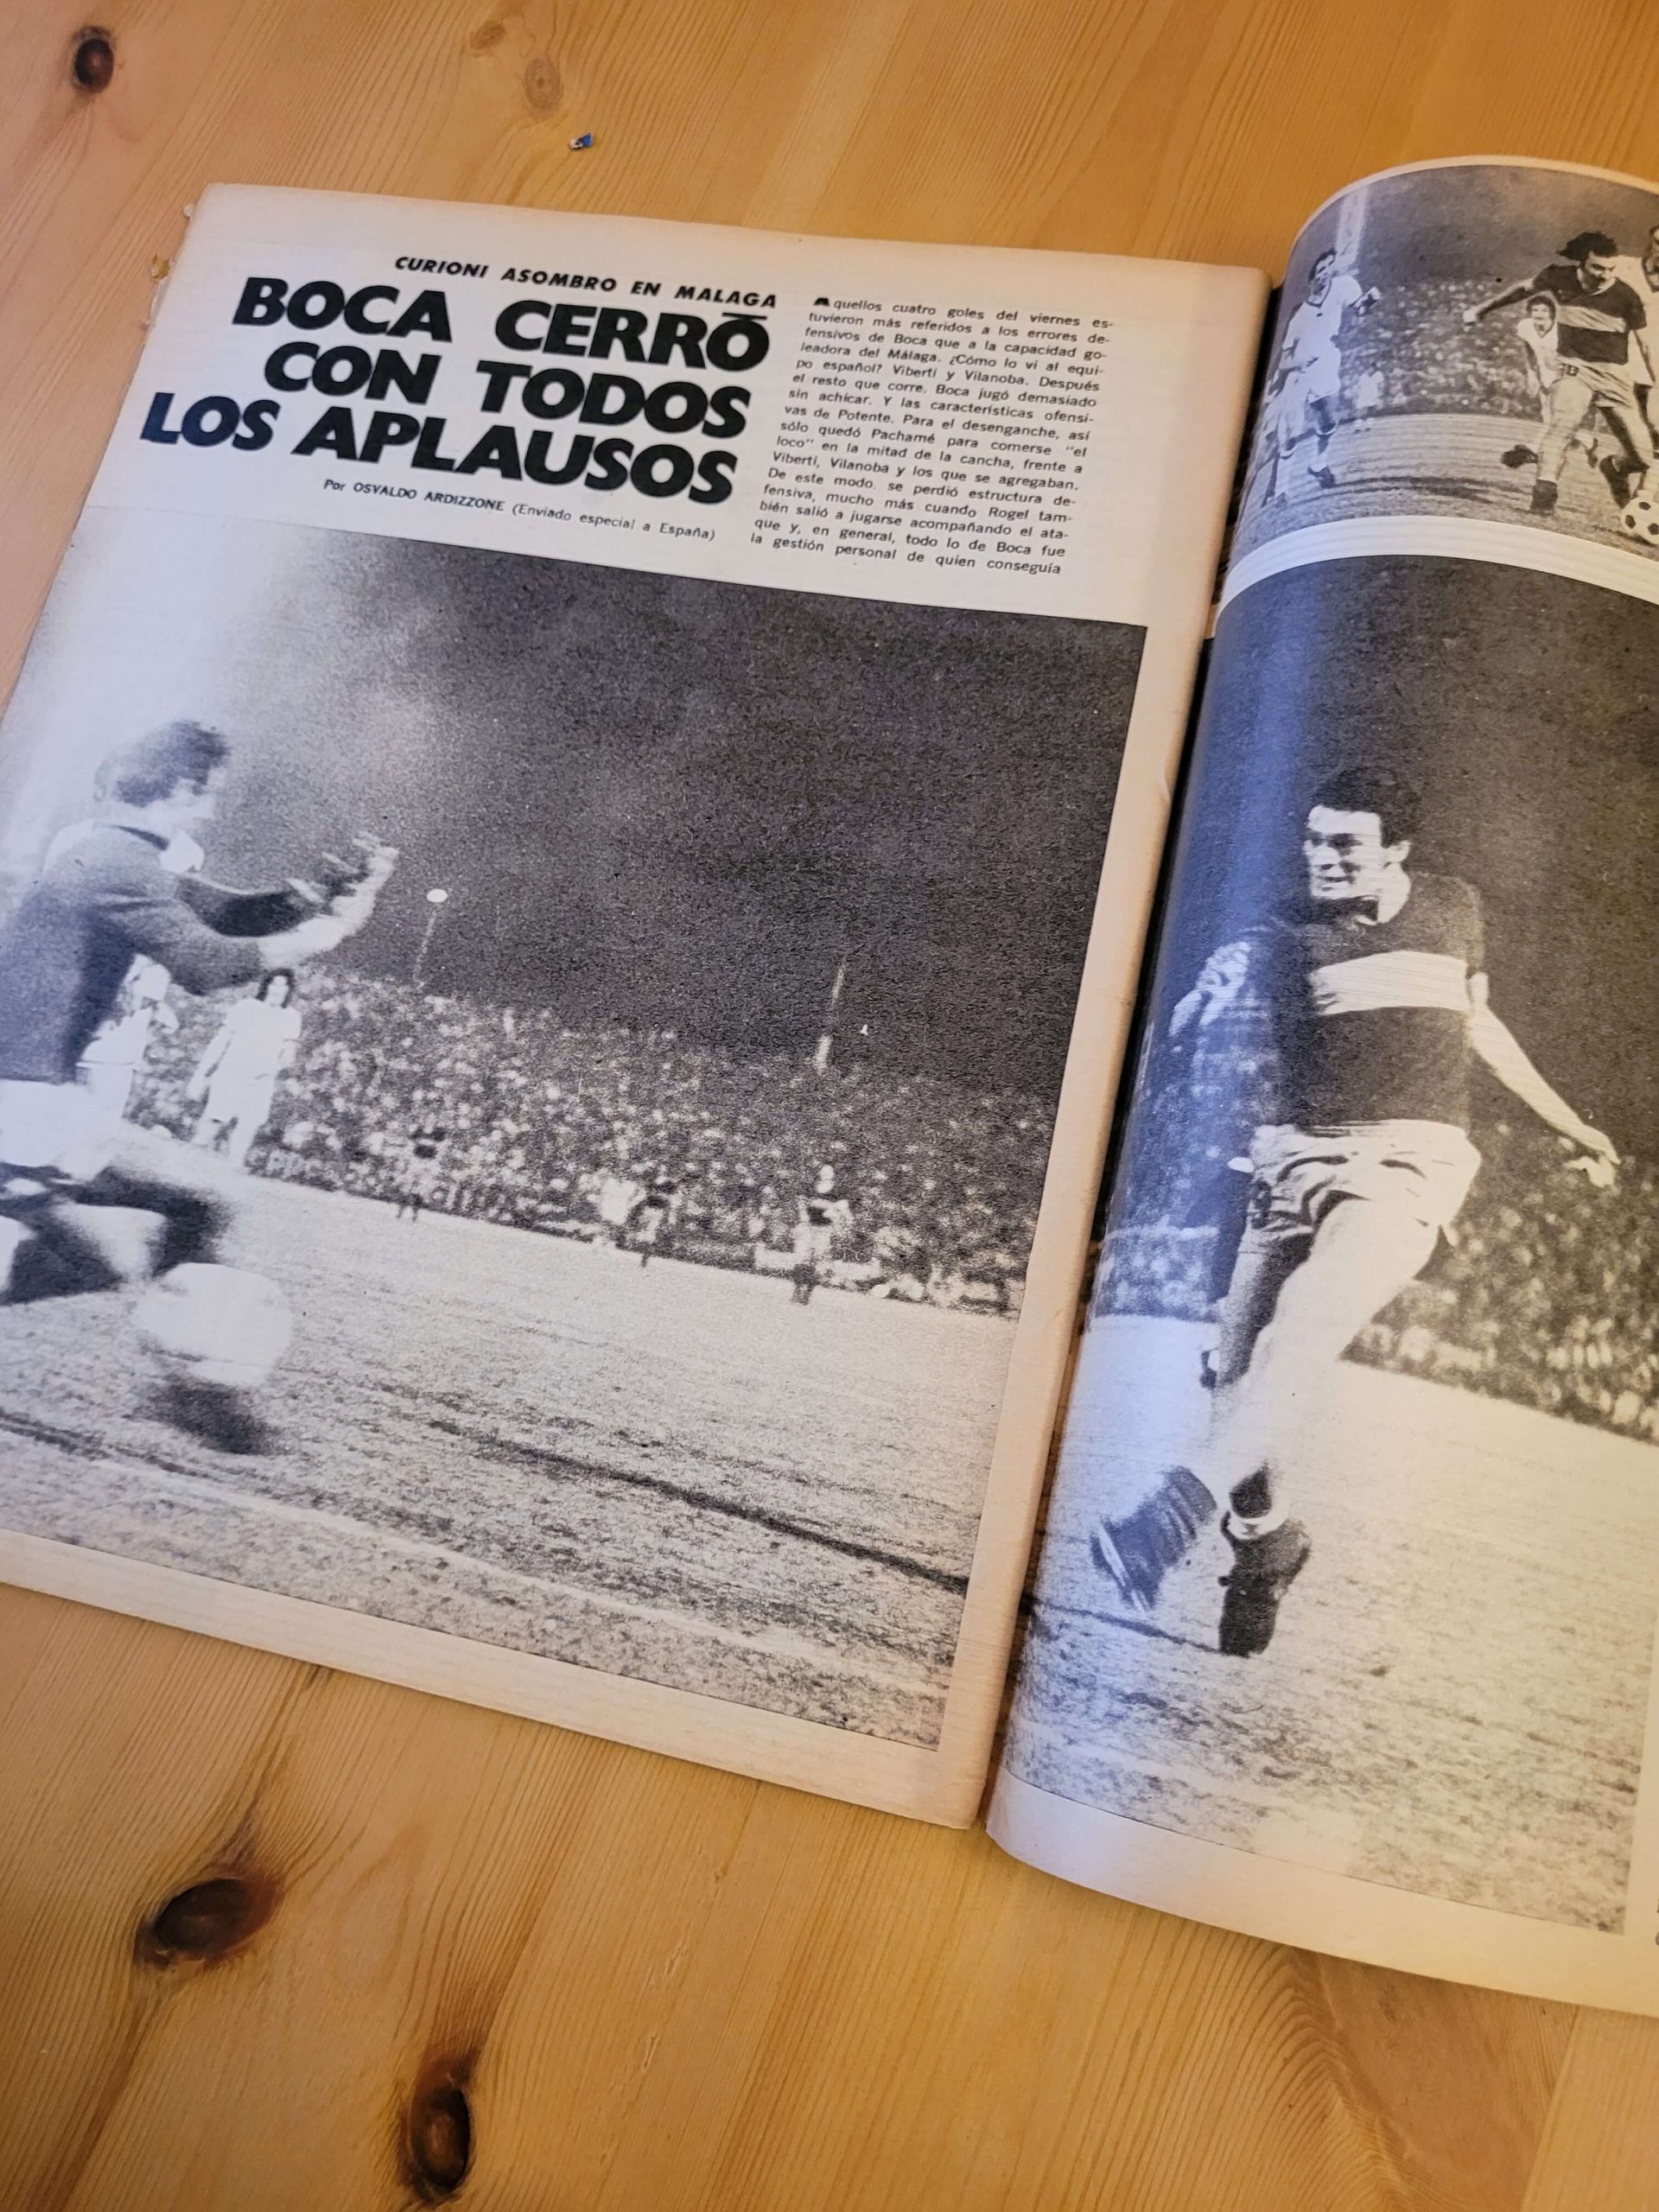 CURIONI ASOMBRO EN MALAGA
BOCA CERRÓ
CON TODOS
LOS APLAUSOS
Por OSVALDO ARDIZZONE (Enviado especial a España)
Aquellos cuatro goles del viernes es-
tuvieron más referidos a los errores de-
fensivos de Boca que a la capacidad go-
leadora del Málaga. ¿Cómo lo vi al equi-
po español? Viberti y Vilanoba. Después
el resto que corre. Boca jugó demasiado
sin achicar. Y las características ofensi-
vas de Potente. Para el desenganche, así
sólo quedó Pachamé para comerse "el
loco" en la mitad de la cancha, frente a
Viberti, Vilanoba y los que se agregaban.
De este modo, se perdió estructura de-
fensiva, mucho más cuando Rogel tam-
bién salió a jugarse acompañando el ata-
que y, en general, todo lo de Boca fue
la gestión personal de quien conseguía